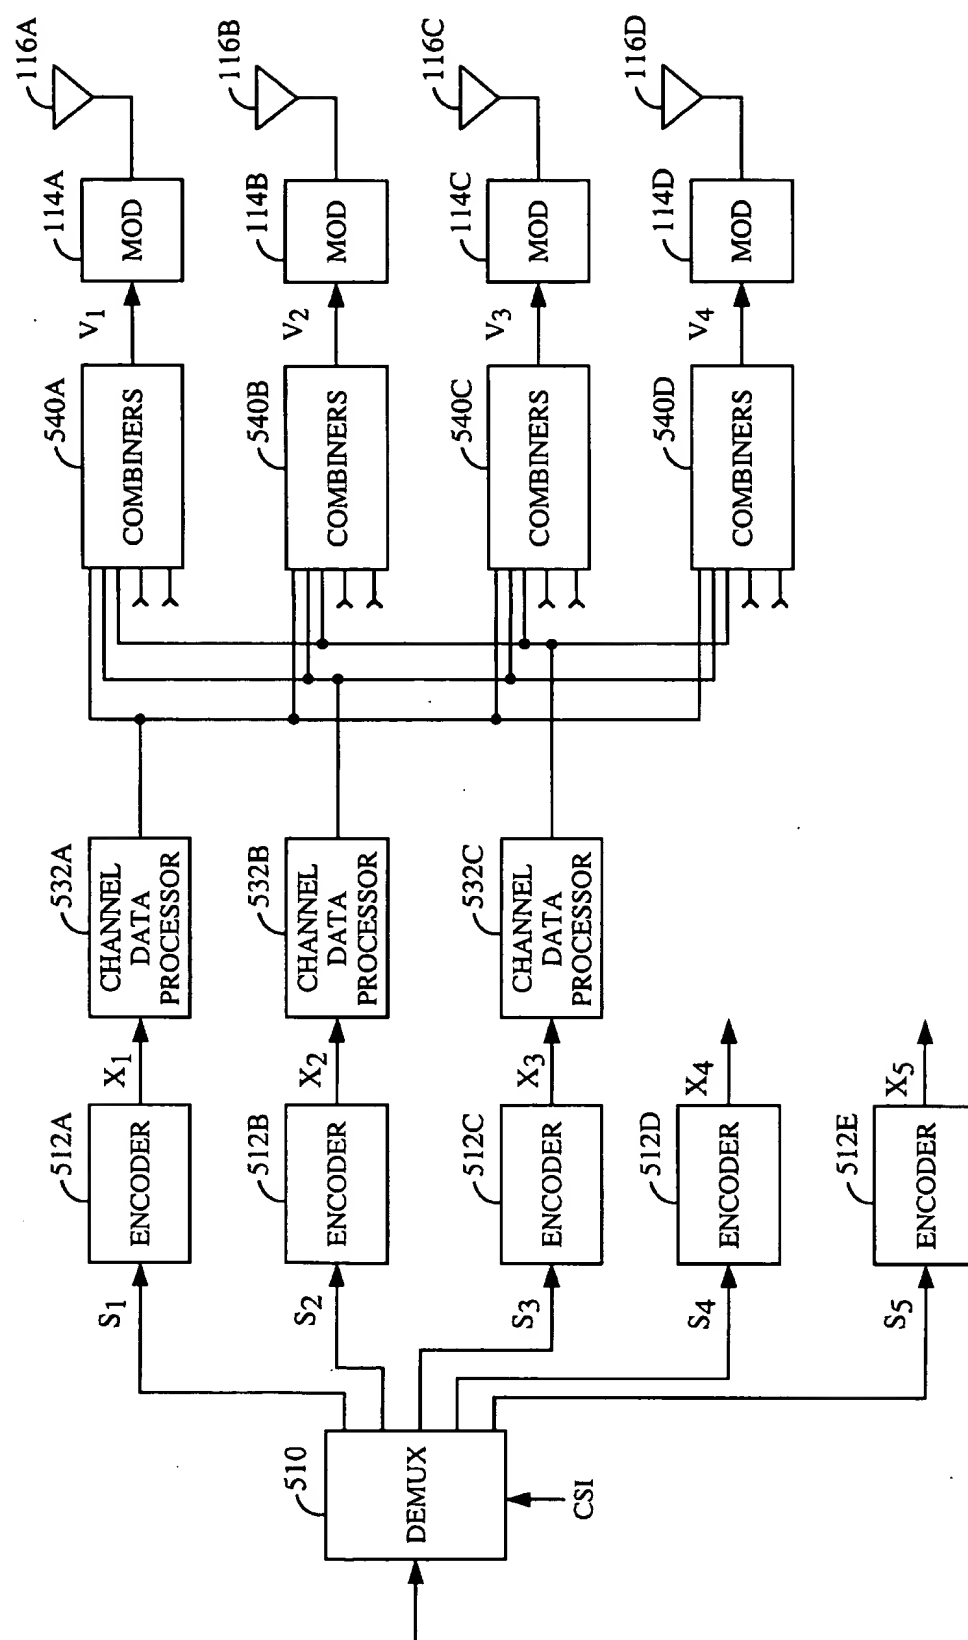 510
DEMUX
CSI
S1
S2
S3
S4
S5
512A
ENCODER
512B
ENCODER
512C
ENCODER
512D
ENCODER
512E
ENCODER
X1
X2
X3
X4
X5
532A
CHANNEL
DATA
PROCESSOR
532B
CHANNEL
DATA
PROCESSOR
532C
CHANNEL
DATA
PROCESSOR
540A
COMBINERS
540B
COMBINERS
540C
COMBINERS
540D
COMBINERS
V1
V2
V3
V4
114A
MOD
114B
MOD
114C
MOD
114D
MOD
116A
116B
116C
116D